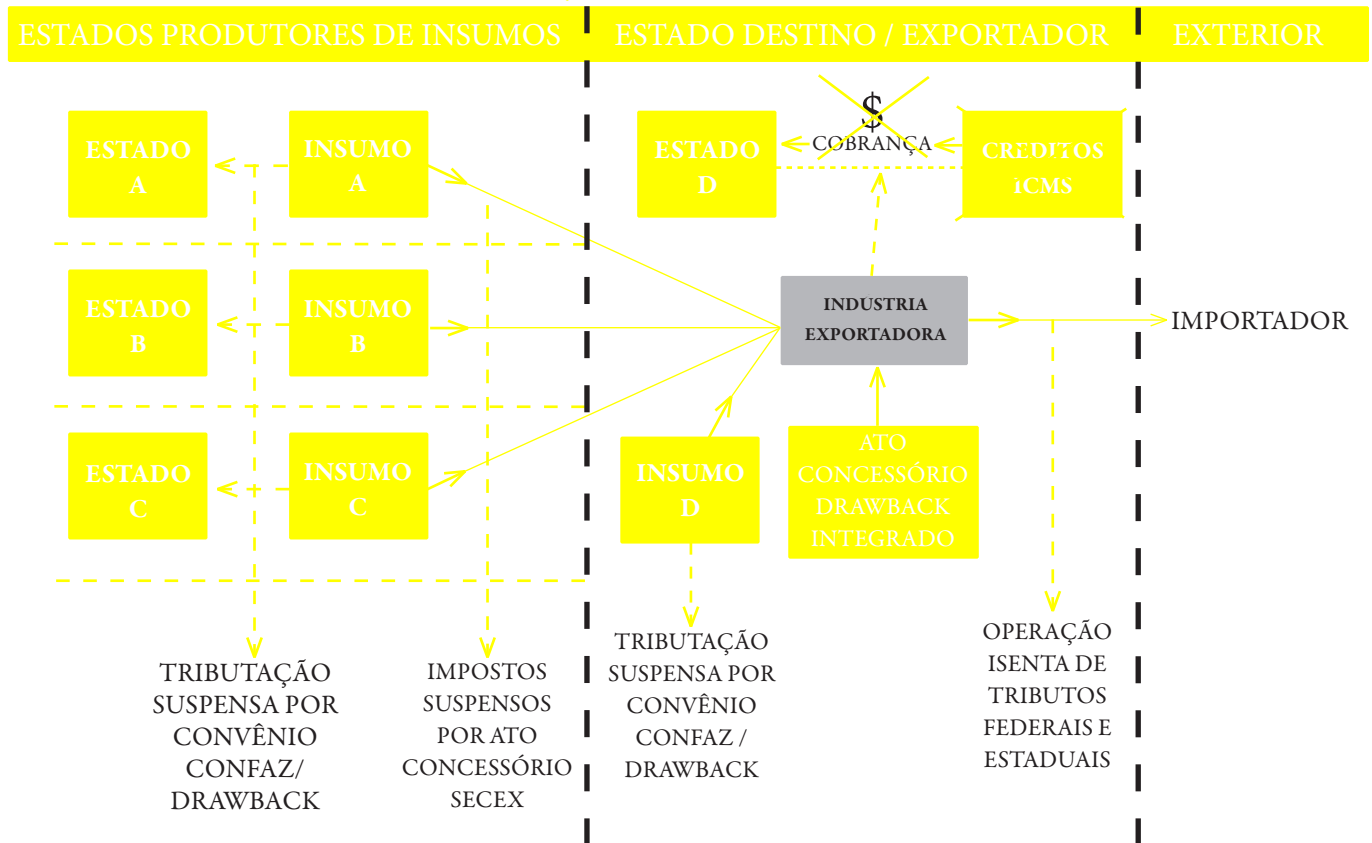 ESTADOS PRODUTORES DE INSUMOS
ESTADO DESTINO / EXPORTADOR
EXTERIOR
ESTADO
A
INSUMO
A
ESTADO
D
$
COBRANÇA
CREDITOS
ICMS
ESTADO
B
INSUMO
B
INDUSTRIA
EXPORTADORA
IMPORTADOR
ESTADO
C
INSUMO
C
INSUMO
D
ATO
CONCESSÓRIO
DRAWBACK
INTEGRADO
TRIBUTAÇÃO
SUSPENSA POR
CONVÊNIO
CONFAZ/
DRAWBACK
IMPOSTOS
SUSPENSOS
POR ATO
CONCESSÓRIO
SECEX
TRIBUTAÇÃO
SUSPENSA POR
CONVÊNIO
CONFAZ /
DRAWBACK
OPERAÇÃO
ISENTA DE
TRIBUTOS
FEDERAIS E
ESTADUAIS